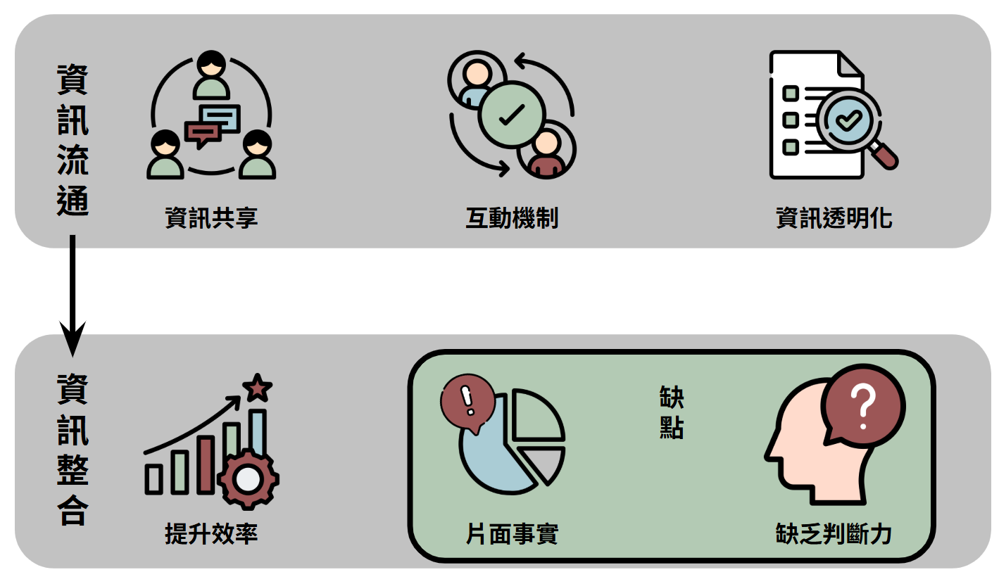 資訊流通
資訊共享
互動機制
資訊透明化
資訊整合
提升效率
缺點
片面事實
缺乏判斷力